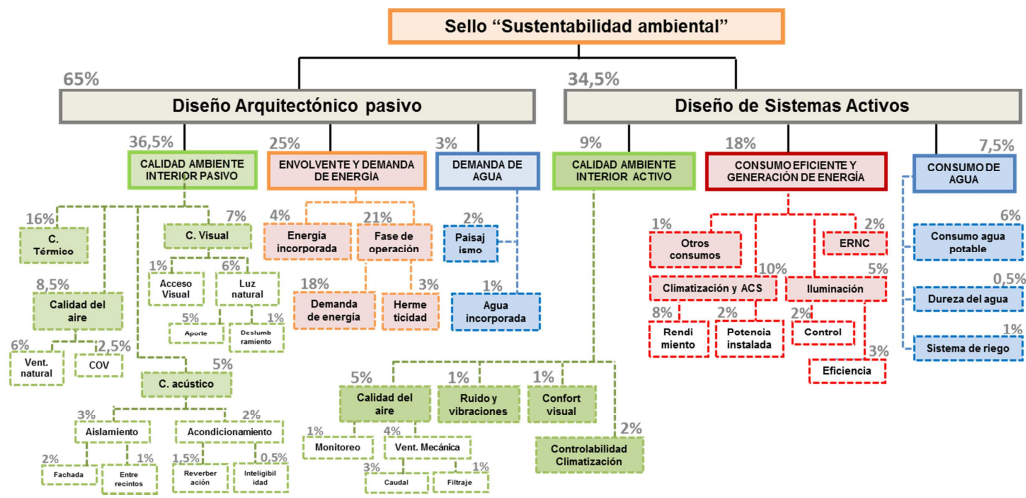 Sello “Sustentabilidad ambiental”
65%
34,5%
Diseño Arquitectónico pasivo
Diseño de Sistemas Activos
36,5%
25%
3%
9%
18%
7,5%
CALIDAD AMBIENTE
INTERIOR PASIVO
ENVOLVENTE Y DEMANDA
DE ENERGÍA
DEMANDA DE
AGUA
CALIDAD AMBIENTE
INTERIOR ACTIVO
CONSUMO EFICIENTE Y
GENERACIÓN DE ENERGÍA
CONSUMO DE
AGUA
16%
C.
Térmico
7%
C. Visual
1%
Acceso
Visual
6%
Luz
natural
5%
Aporte
1%
Deslumb
ramiento
8,5%
Calidad del
aire
6%
Vent.
natural
2,5%
COV
5%
C. acústico
3%
Aislamiento
2%
Acondicionamiento
2%
Fachada
1%
Entre
recintos
1,5%
Reverber
ación
0,5%
Inteligibil
idad
4%
Energía
incorporada
21%
Fase de
operación
18%
Demanda
de energía
3%
Herme
ticidad
2%
Paisaj
ismo
1%
Agua
incorporada
5%
Calidad del
aire
1%
Ruido y
vibraciones
1%
Confort
visual
2%
Controlabilidad
Climatización
1%
Monitoreo
4%
Vent. Mecánica
3%
Caudal
1%
Filtraje
1%
Otros
consumos
2%
ERNC
10%
Climatización y ACS
5%
Iluminación
8%
Rendi
miento
2%
Potencia
instalada
2%
Control
3%
Eficiencia
6%
Consumo agua
potable
0,5%
Dureza del agua
1%
Sistema de riego